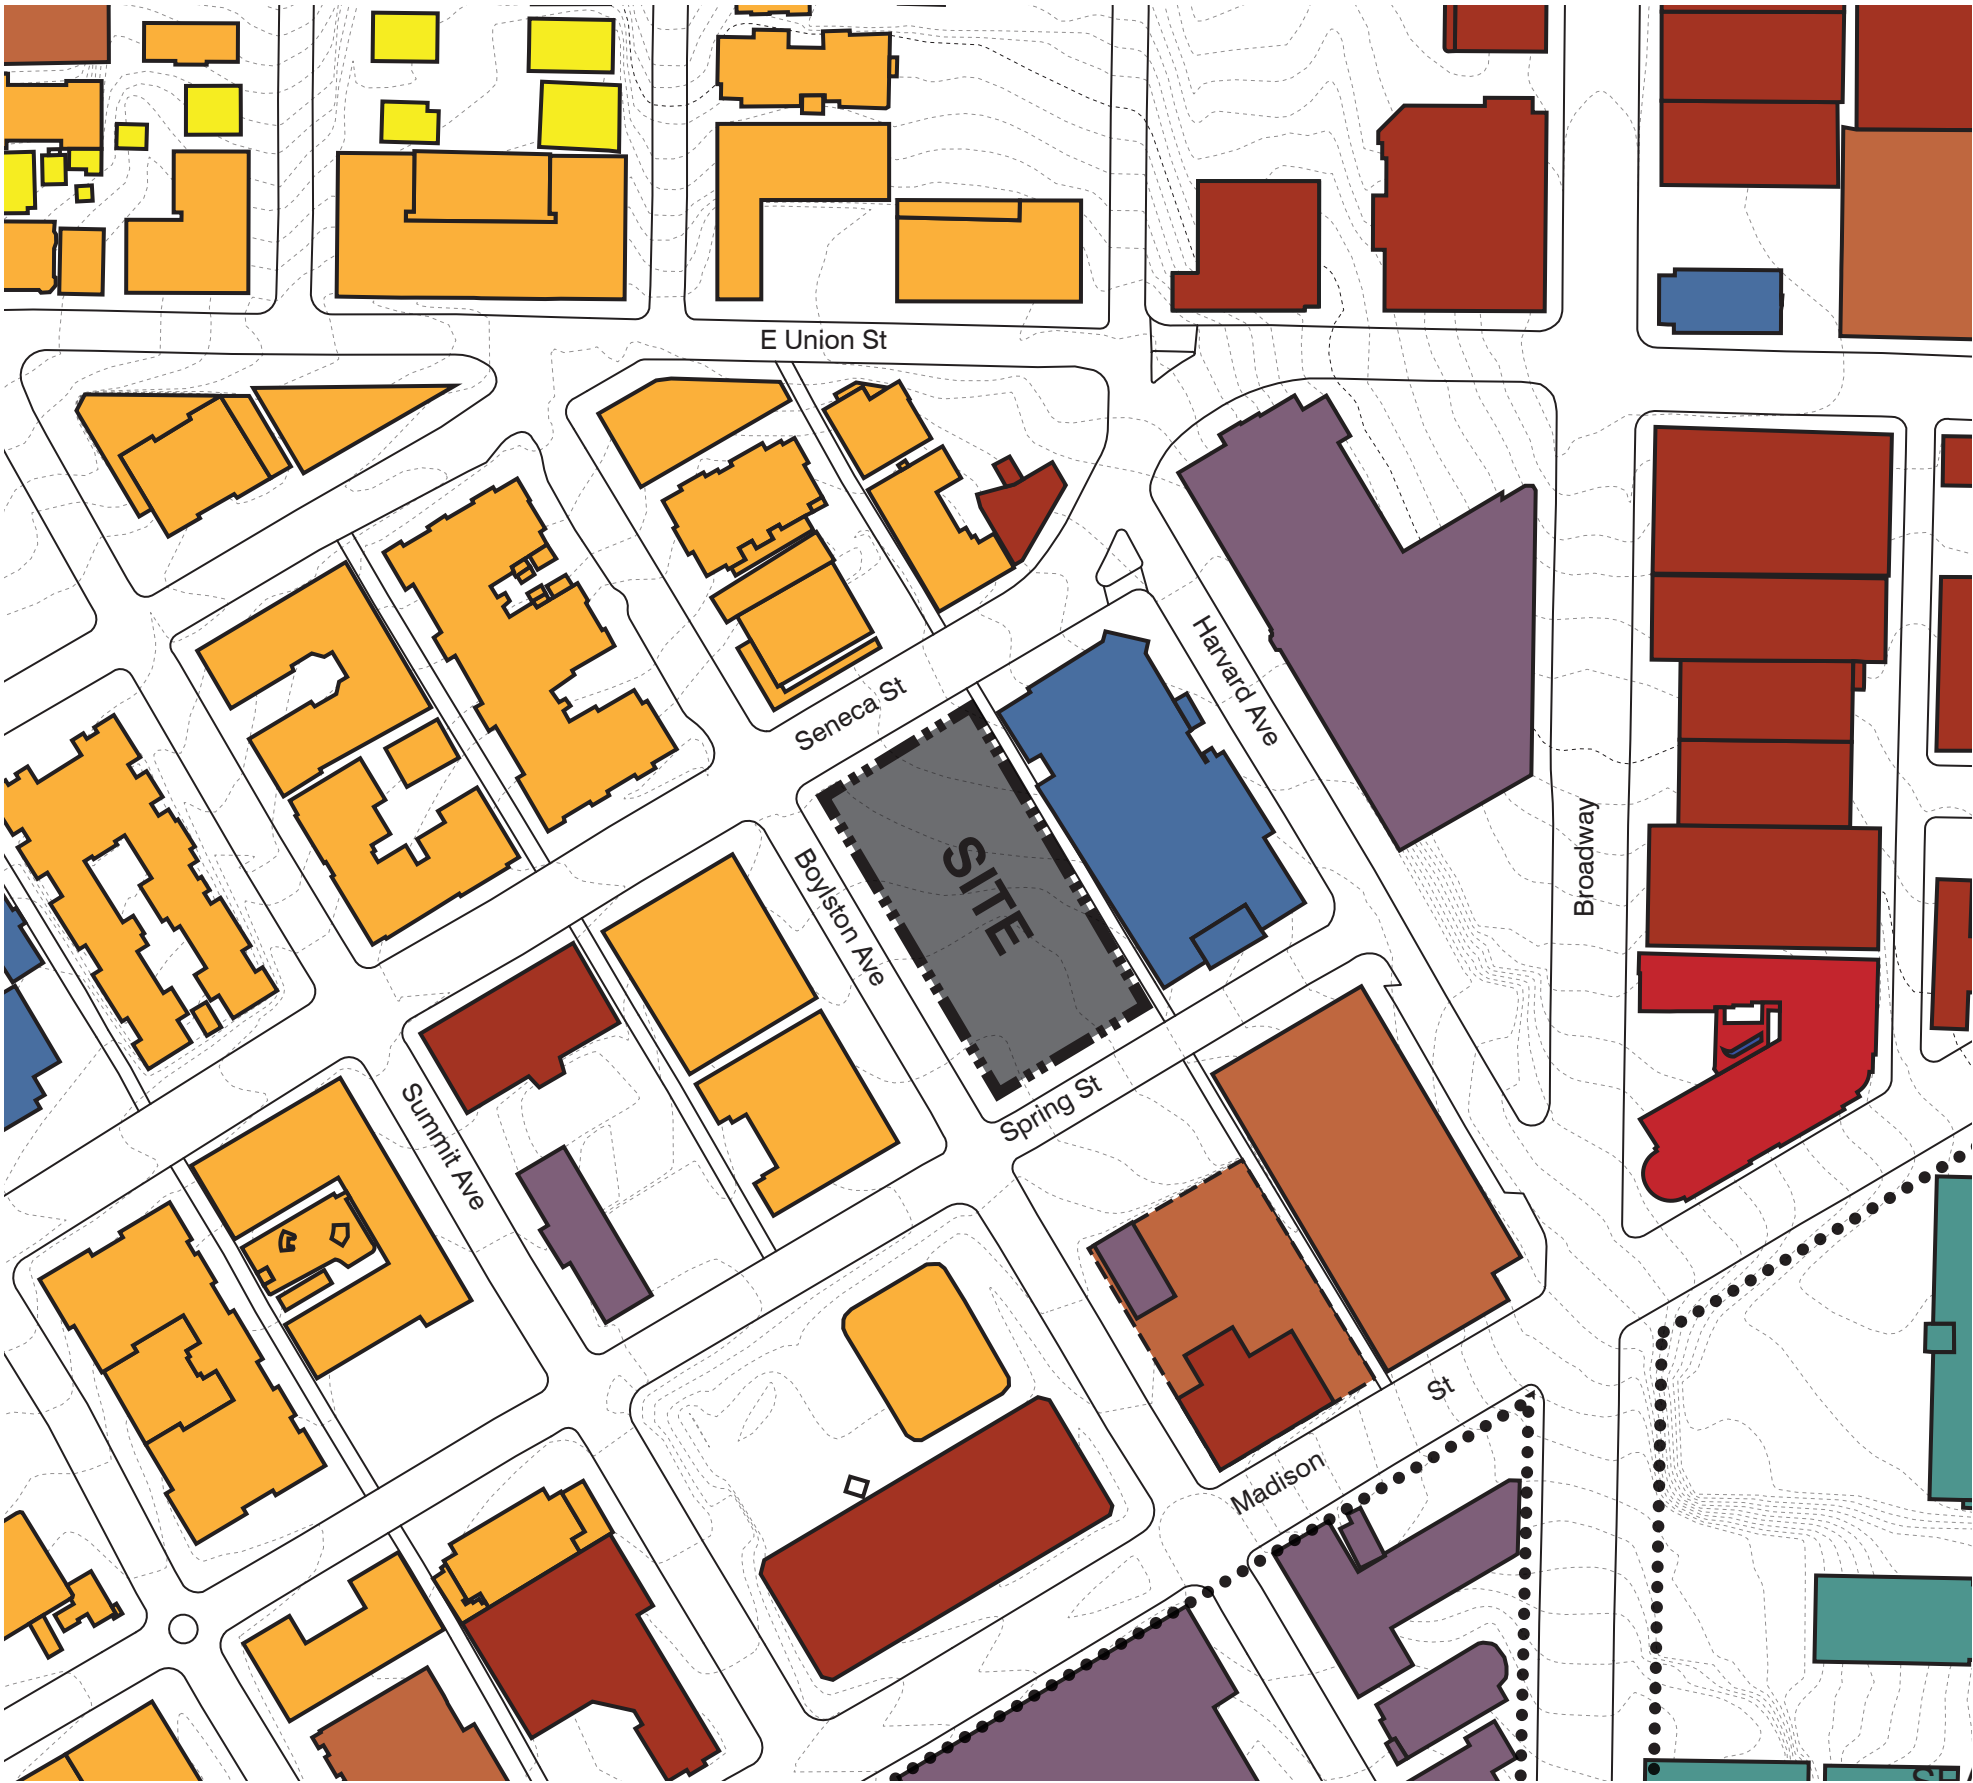 E Union St
Seneca St
Harvard Ave
SITE
Broadway
Boylston Ave
Spring St
Summit Ave
Madison St